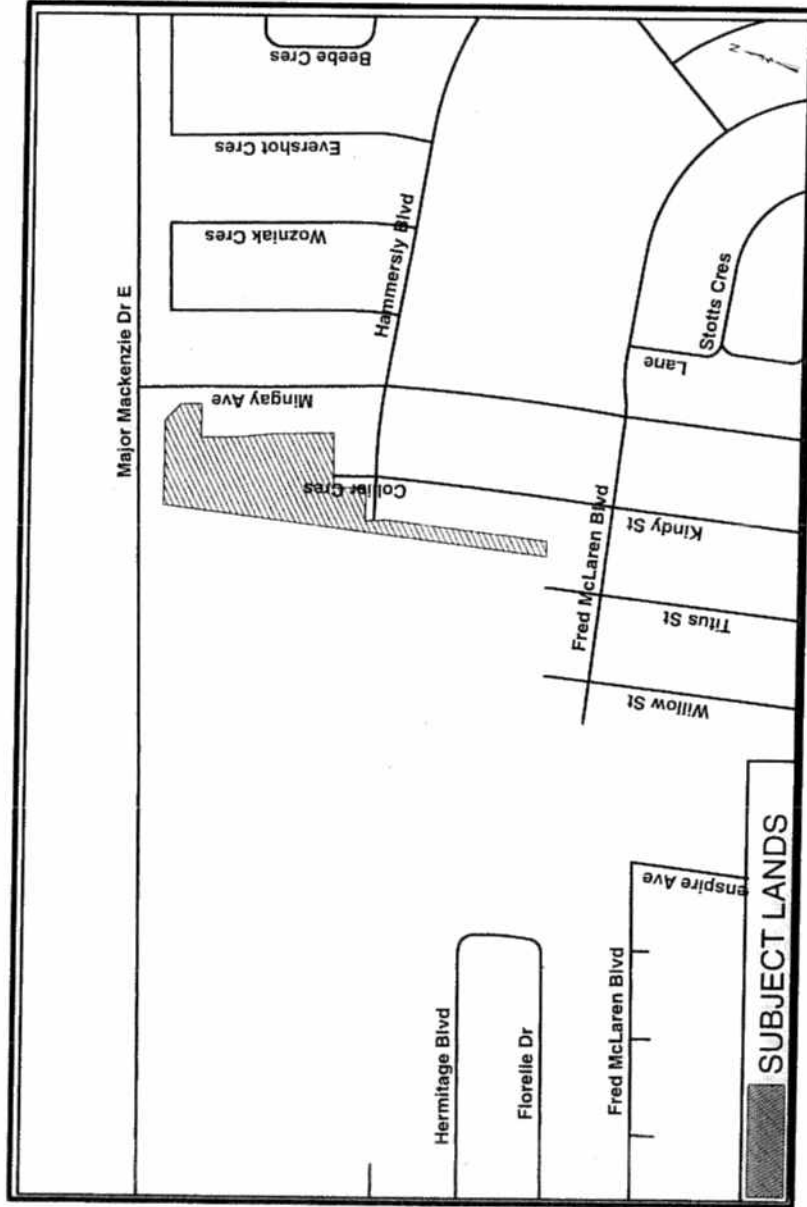 Beebe Cres
Evershot Cres
Wozniak Cres
Hammersly Blvd
Major Mackenzie Dr E
Mingay Ave
Collier Cres
N
Stotts Cres
Lane
Kindy St
Fred McLaren Blvd
Titus St
Willow St
enspire Ave
Hermitage Blvd
Florelle Dr
Fred McLaren Blvd
SUBJECT LANDS